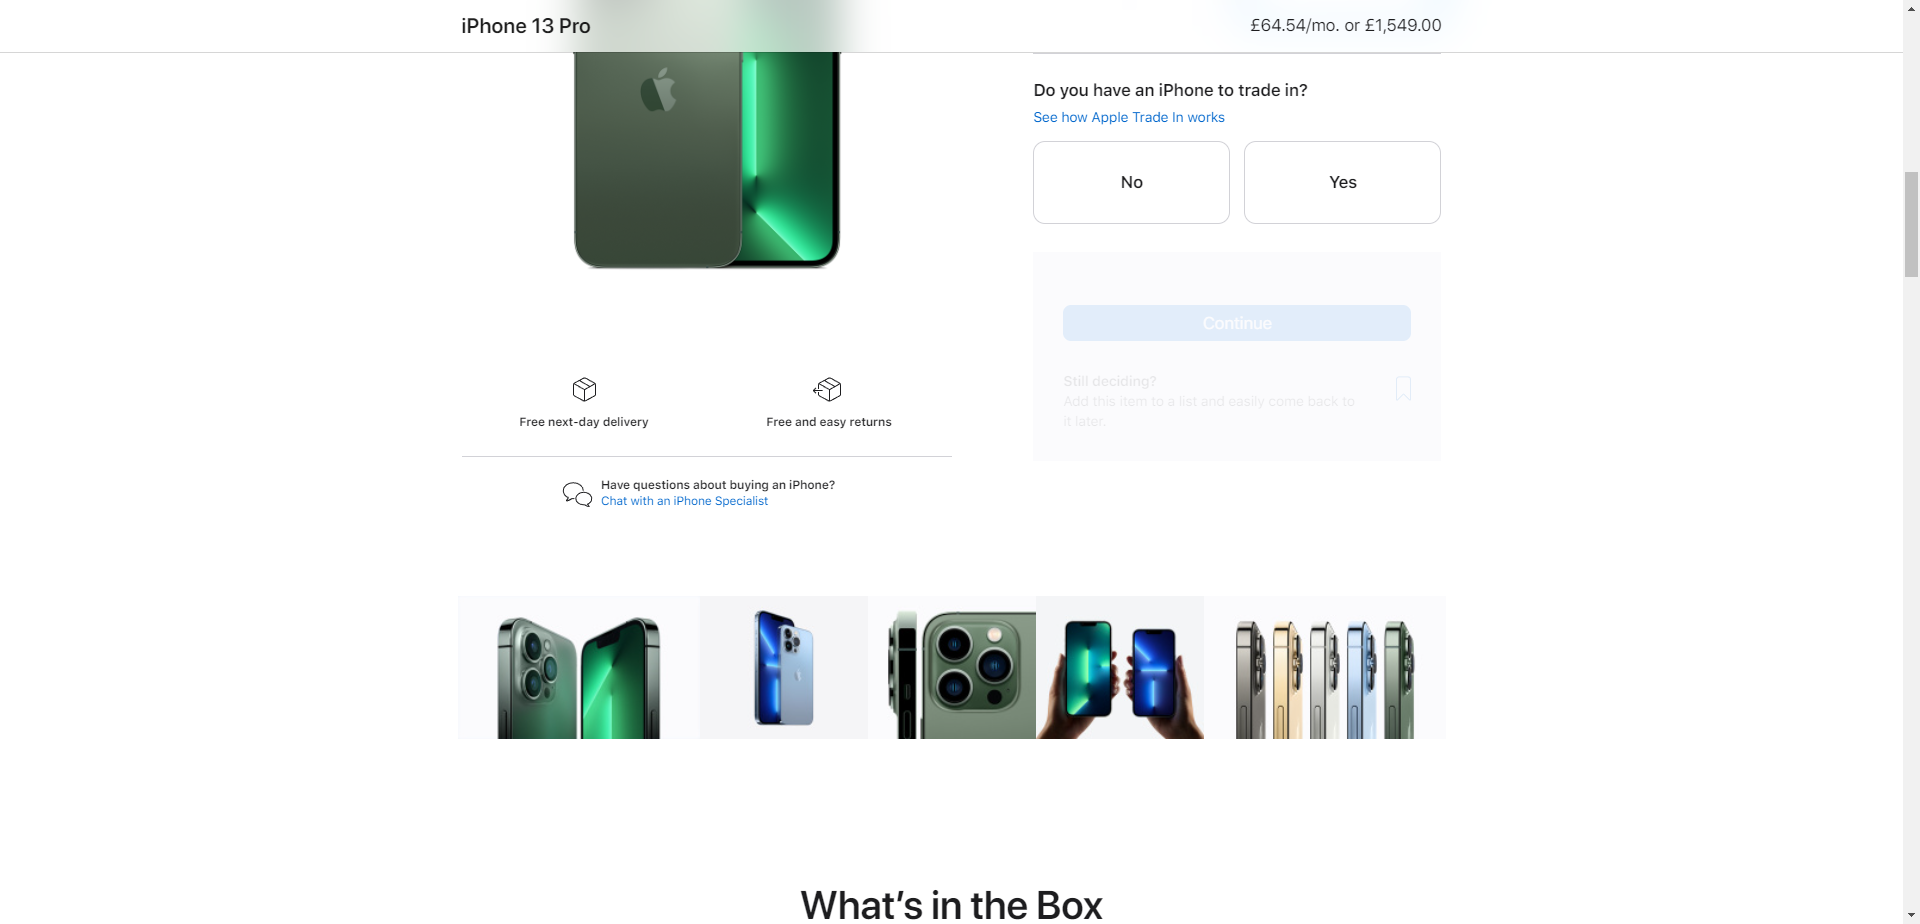 iPhone 13 Pro
£64.54/mo. or £1,549.00
Do you have an iPhone to trade in?
See how Apple Trade In works
No
Yes
Continue
Still deciding?
Add this item to a list and easily come back to
it later.
Free next-day delivery
Free and easy returns
Have questions about buying an iPhone?
Chat with an iPhone Specialist
What's in the Box